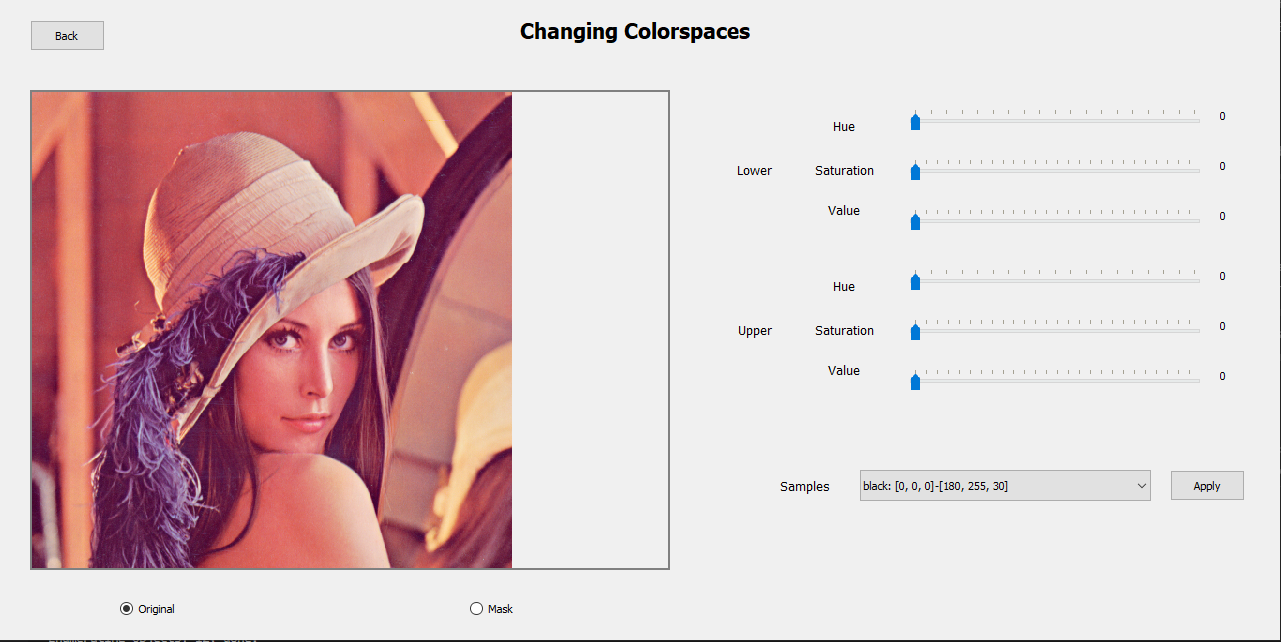 Back
Changing Colorspaces
Hue 0
Lower Saturation 0
Value 0
Hue 0
Upper Saturation 0
Value 0
Samples black: [0, 0, 0]-[180, 255, 30] Apply
Original Mask